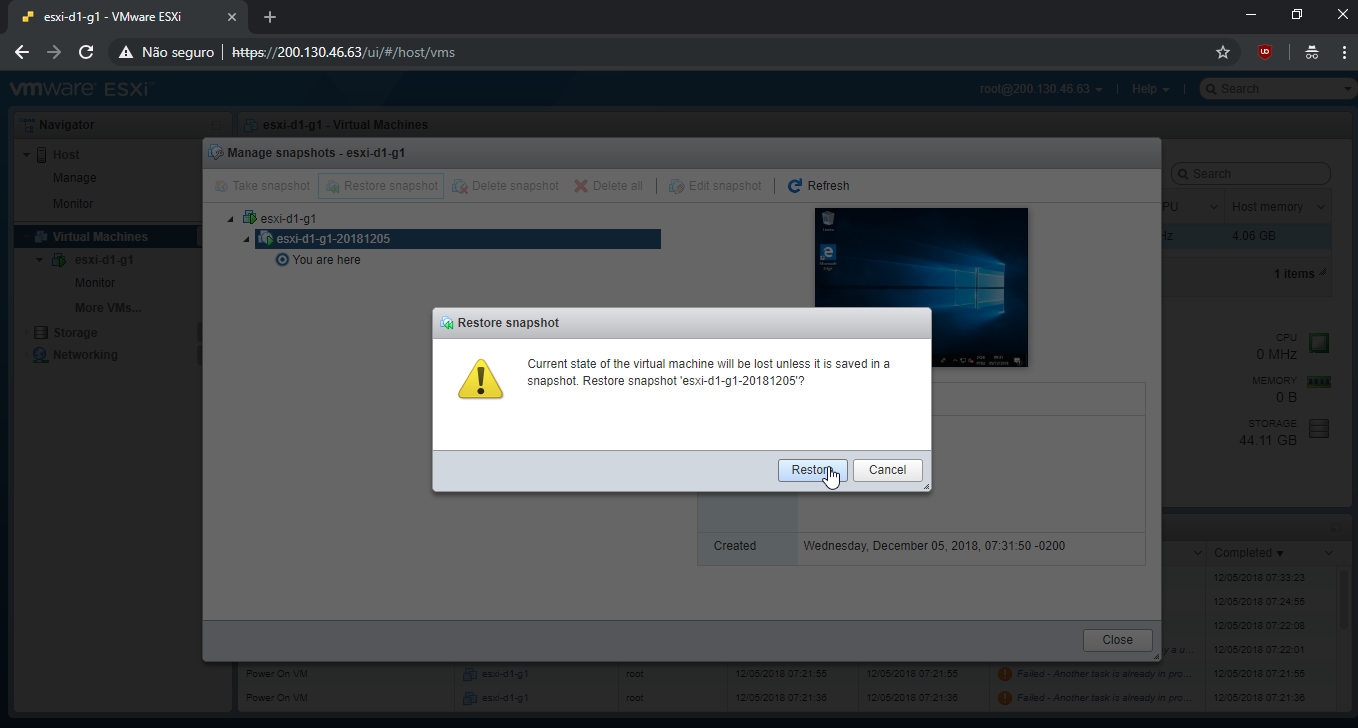 esxi-d1-g1 - VMware ESXi
Não seguro https://200.130.46.63/ui/#/host/vms
vmware ESXi™
root@200.130.46.63 | Help | Search
Navigator
esxi-d1-g1 - Virtual Machines
Host
Manage
Monitor
Virtual Machines
esxi-d1-g1
Monitor
More VMs...
Storage
Networking
Manage snapshots - esxi-d1-g1
Take snapshot Restore snapshot Delete snapshot Delete all | Edit snapshot | Refresh
esxi-d1-g1
esxi-d1-g1-20181205
You are here
Restore snapshot
Current state of the virtual machine will be lost unless it is saved in a
snapshot. Restore snapshot 'esxi-d1-g1-20181205'?
Restore Cancel
Created Wednesday, December 05, 2018, 07:31:50 -0200
Close
Search
PU Host memory
Hz 4.06 GB
1 items
CPU
0 MHz
MEMORY
0 B
STORAGE
44.11 GB
Completed
12/05/2018 07:33:23
12/05/2018 07:24:55
12/05/2018 07:22:08
y a u... 12/05/2018 07:22:01
Power On VM esxi-d1-g1 root 12/05/2018 07:21:55 12/05/2018 07:21:55 Failed - Another task is already in pro... 12/05/2018 07:21:55
Power On VM esxi-d1-g1 root 12/05/2018 07:21:36 12/05/2018 07:21:36 Failed - Another task is already in pro... 12/05/2018 07:21:36